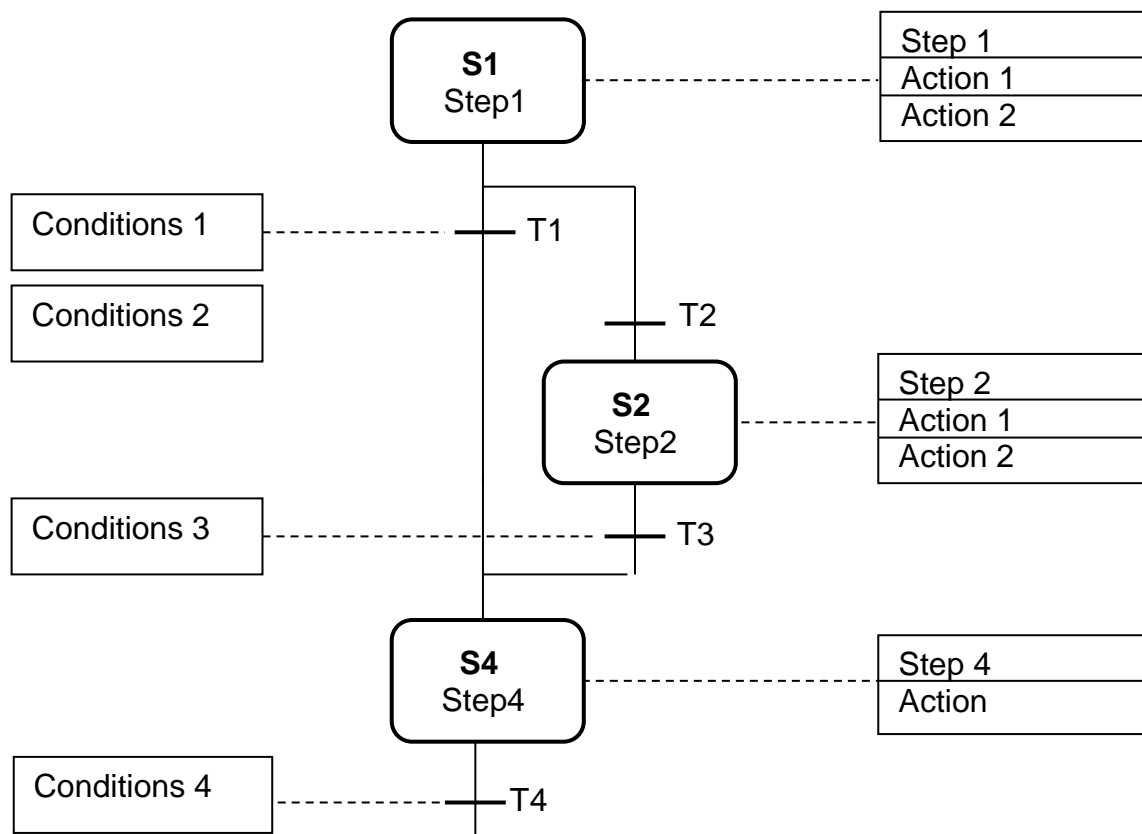 S1
Step1
Step 1
Action 1
Action 2
Conditions 1
T1
Conditions 2
T2
S2
Step2
Step 2
Action 1
Action 2
Conditions 3
T3
S4
Step4
Step 4
Action
Conditions 4
T4